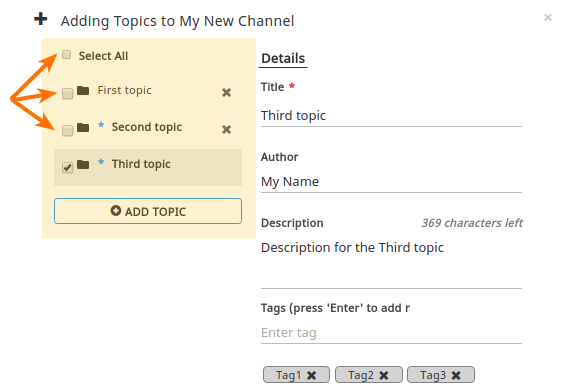 Adding Topics to My New Channel
Select All
First topic
* Second topic
* Third topic
ADD TOPIC
Details
Title *
Third topic
Author
My Name
Description 369 characters left
Description for the Third topic
Tags (press 'Enter' to add r
Enter tag
Tag1 Tag2 Tag3